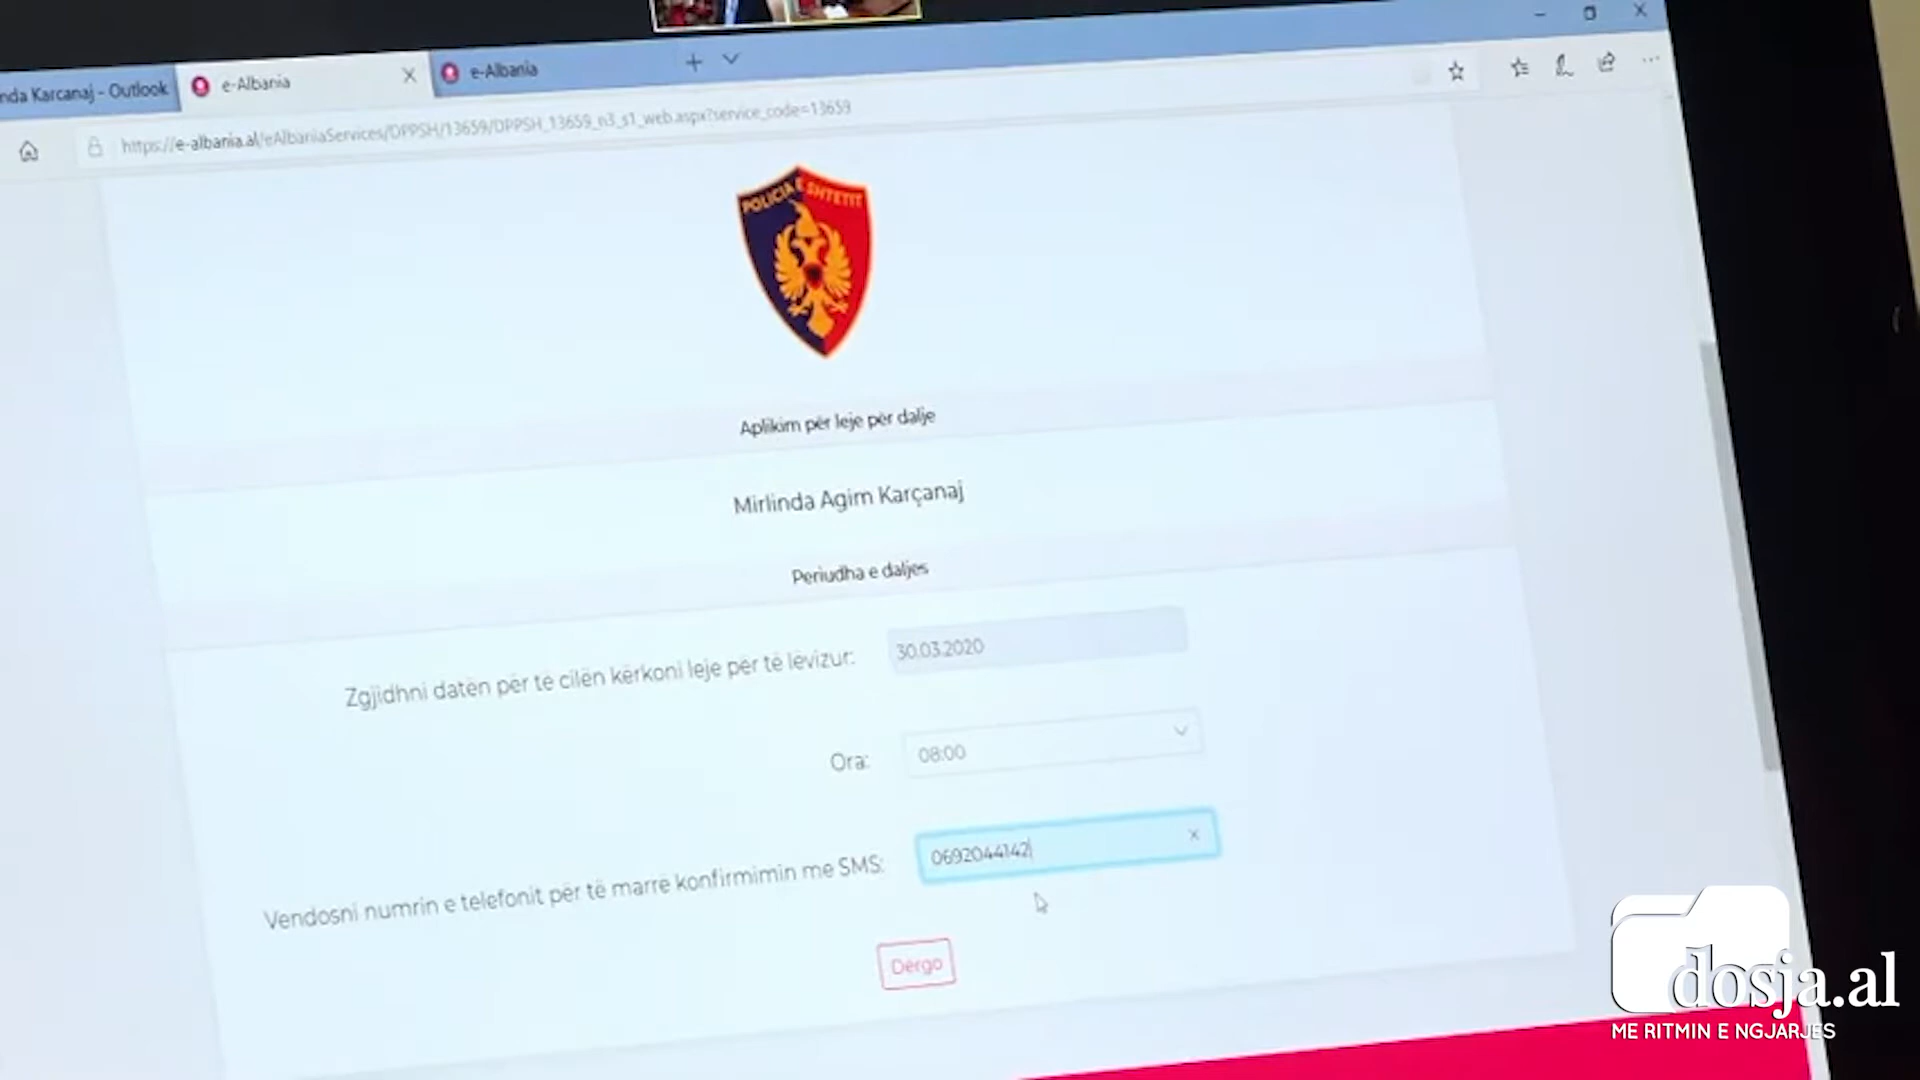 nda Karcanaj - Outlook
e-Albania
e-Albania
https://e-albania.al/eAlbaniaServices/DPPSH/13659/DPPSH_13659_n3_s1_web.aspx?service_code=13659
POLICIA E SHTETIT
Aplikim për leje për dalje
Mirlinda Agim Karçanaj
Periudha e daljes
Zgjidhni datën për të cilën kërkoni leje për të lëvizur: 30.03.2020
Ora: 08:00
Vendosni numrin e telefonit për të marrë konfirmimin me SMS: 0692044142
Dërgo
dosja.al
ME RITMIN E NGJARJES